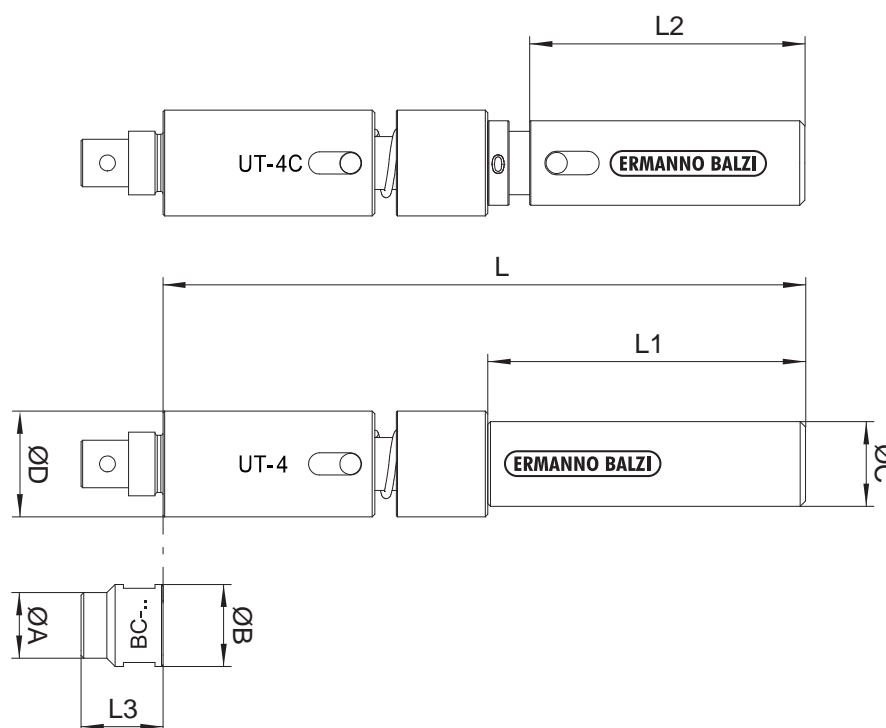 L2
UT-4C
ERMANNO BALZI
L
L1
ØD
UT-4
ERMANNO BALZI
ØC
ØA
BC-..
ØB
L3